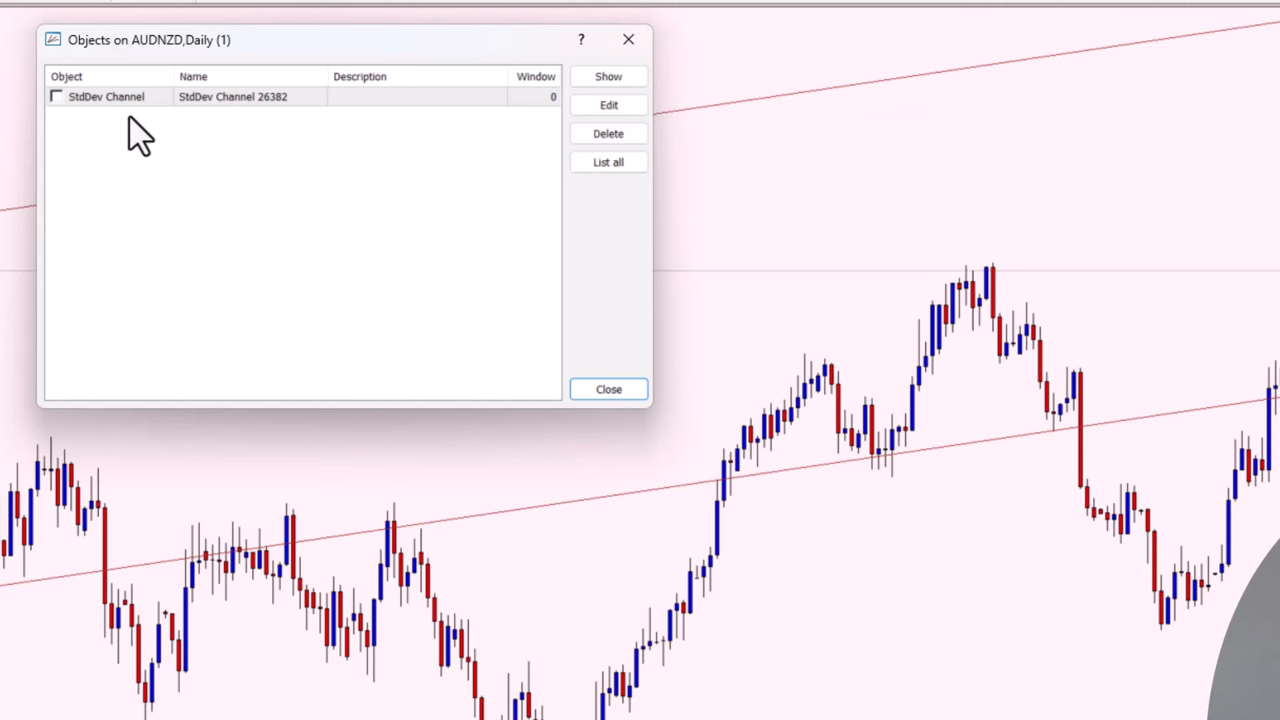 Objects on AUDNZD,Daily (1) ?
Object Name Description Window
StdDev Channel StdDev Channel 26382 0
Show
Edit
Delete
List all
Close